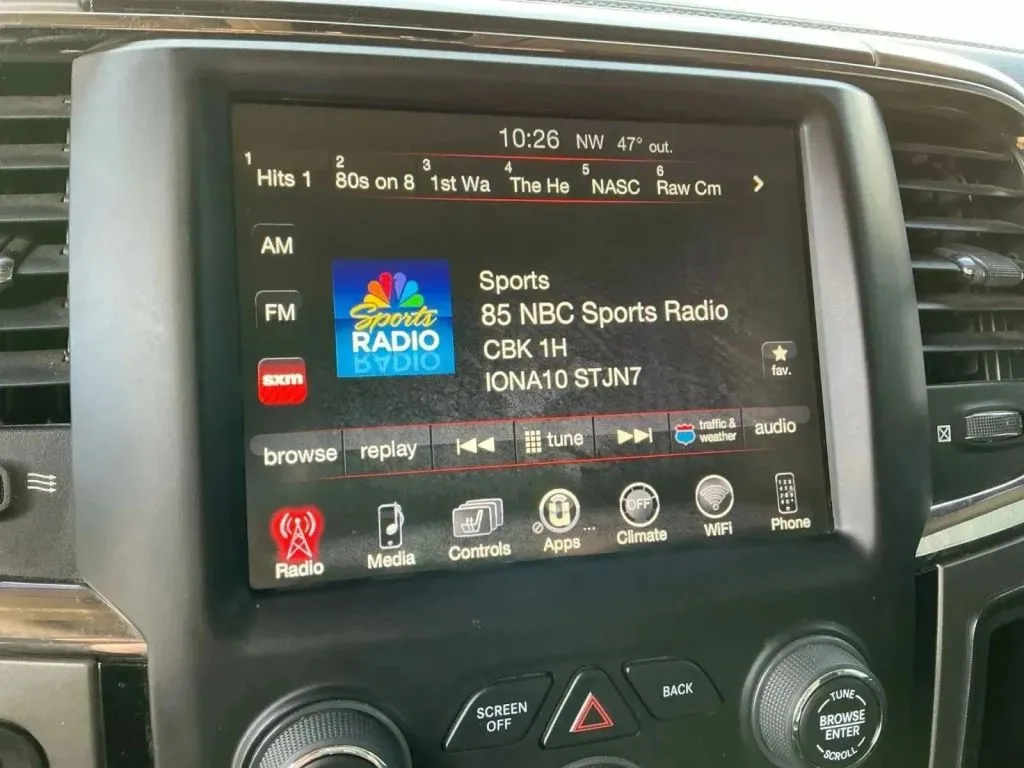 10:26 NW 47° out.
1 Hits 1 2 80s on 8 3 1st Wa 4 The He 5 NASC 6 Raw Cm
AM
FM
sxm
Sports
RADIO
Sports
85 NBC Sports Radio
CBK 1H
IONA10 STJN7
fav.
browse replay tune traffic & weather audio
Radio Media Controls Apps Climate WiFi Phone
OFF
SCREEN OFF
BACK
TUNE
BROWSE
ENTER
SCROLL